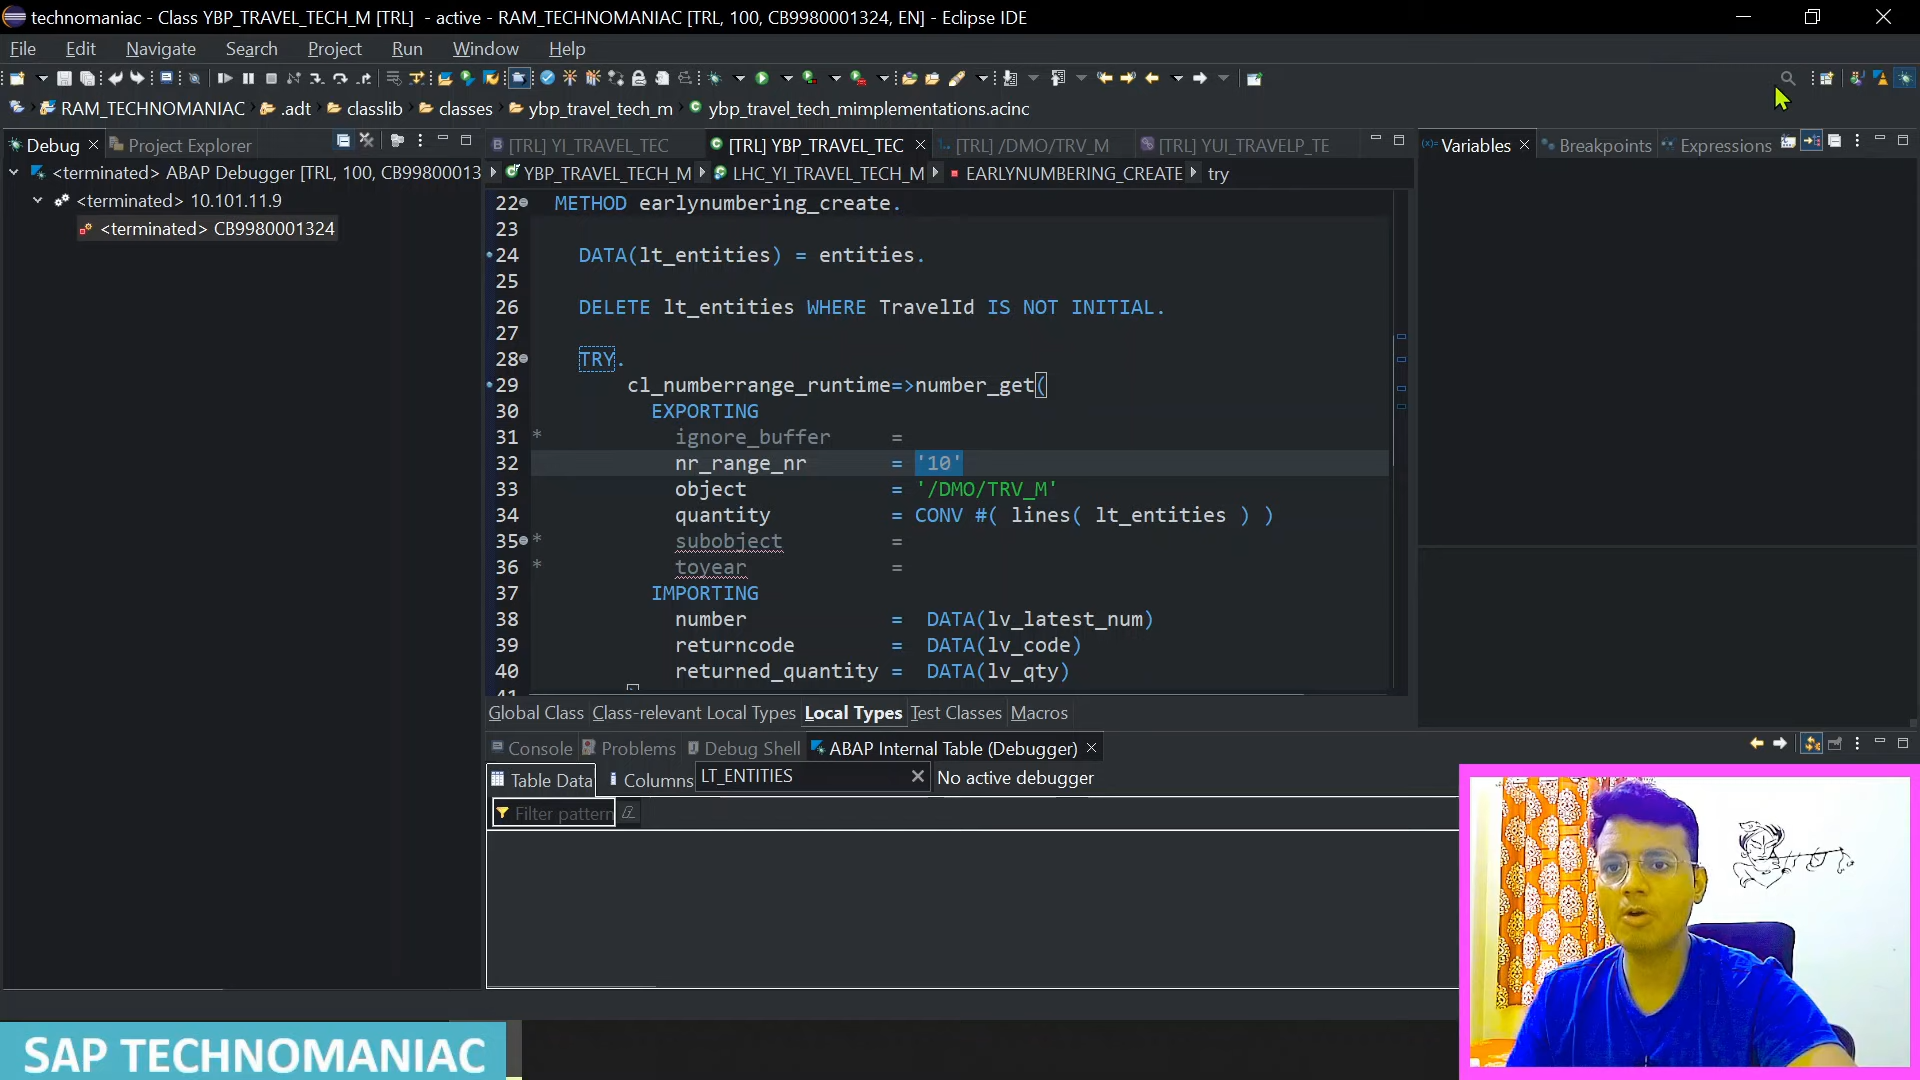 technomaniac - Class YBP_TRAVEL_TECH_M [TRL] - active - RAM_TECHNOMANIAC [TRL, 100, CB9980001324, EN] - Eclipse IDE
File Edit Navigate Search Project Run Window Help
RAM_TECHNOMANIAC .adt classlib classes ybp_travel_tech_m ybp_travel_tech_mimplementations.acinc
Debug Project Explorer
<terminated> ABAP Debugger [TRL, 100, CB99800013
<terminated> 10.101.11.9
<terminated> CB9980001324
[TRL] YI_TRAVEL_TEC [TRL] YBP_TRAVEL_TEC [TRL] /DMO/TRV_M [TRL] YUI_TRAVELP_TE
YBP_TRAVEL_TECH_M LHC_YI_TRAVEL_TECH_M EARLYNUMBERING_CREATE try
22 METHOD earlynumbering_create.
23
24 DATA(lt_entities) = entities.
25
26 DELETE lt_entities WHERE TravelId IS NOT INITIAL.
27
28 TRY.
29 cl_numberrange_runtime=>number_get(
30 EXPORTING
31 * ignore_buffer =
32 nr_range_nr = '10'
33 object = '/DMO/TRV_M'
34 quantity = CONV #( lines( lt_entities ) )
35 * subobject =
36 * toyear =
37 IMPORTING
38 number = DATA(lv_latest_num)
39 returncode = DATA(lv_code)
40 returned_quantity = DATA(lv_qty)
41 )
Global Class Class-relevant Local Types Local Types Test Classes Macros
Variables Breakpoints Expressions
Console Problems Debug Shell ABAP Internal Table (Debugger)
Table Data Columns LT_ENTITIES No active debugger
Filter pattern
SAP TECHNOMANIAC